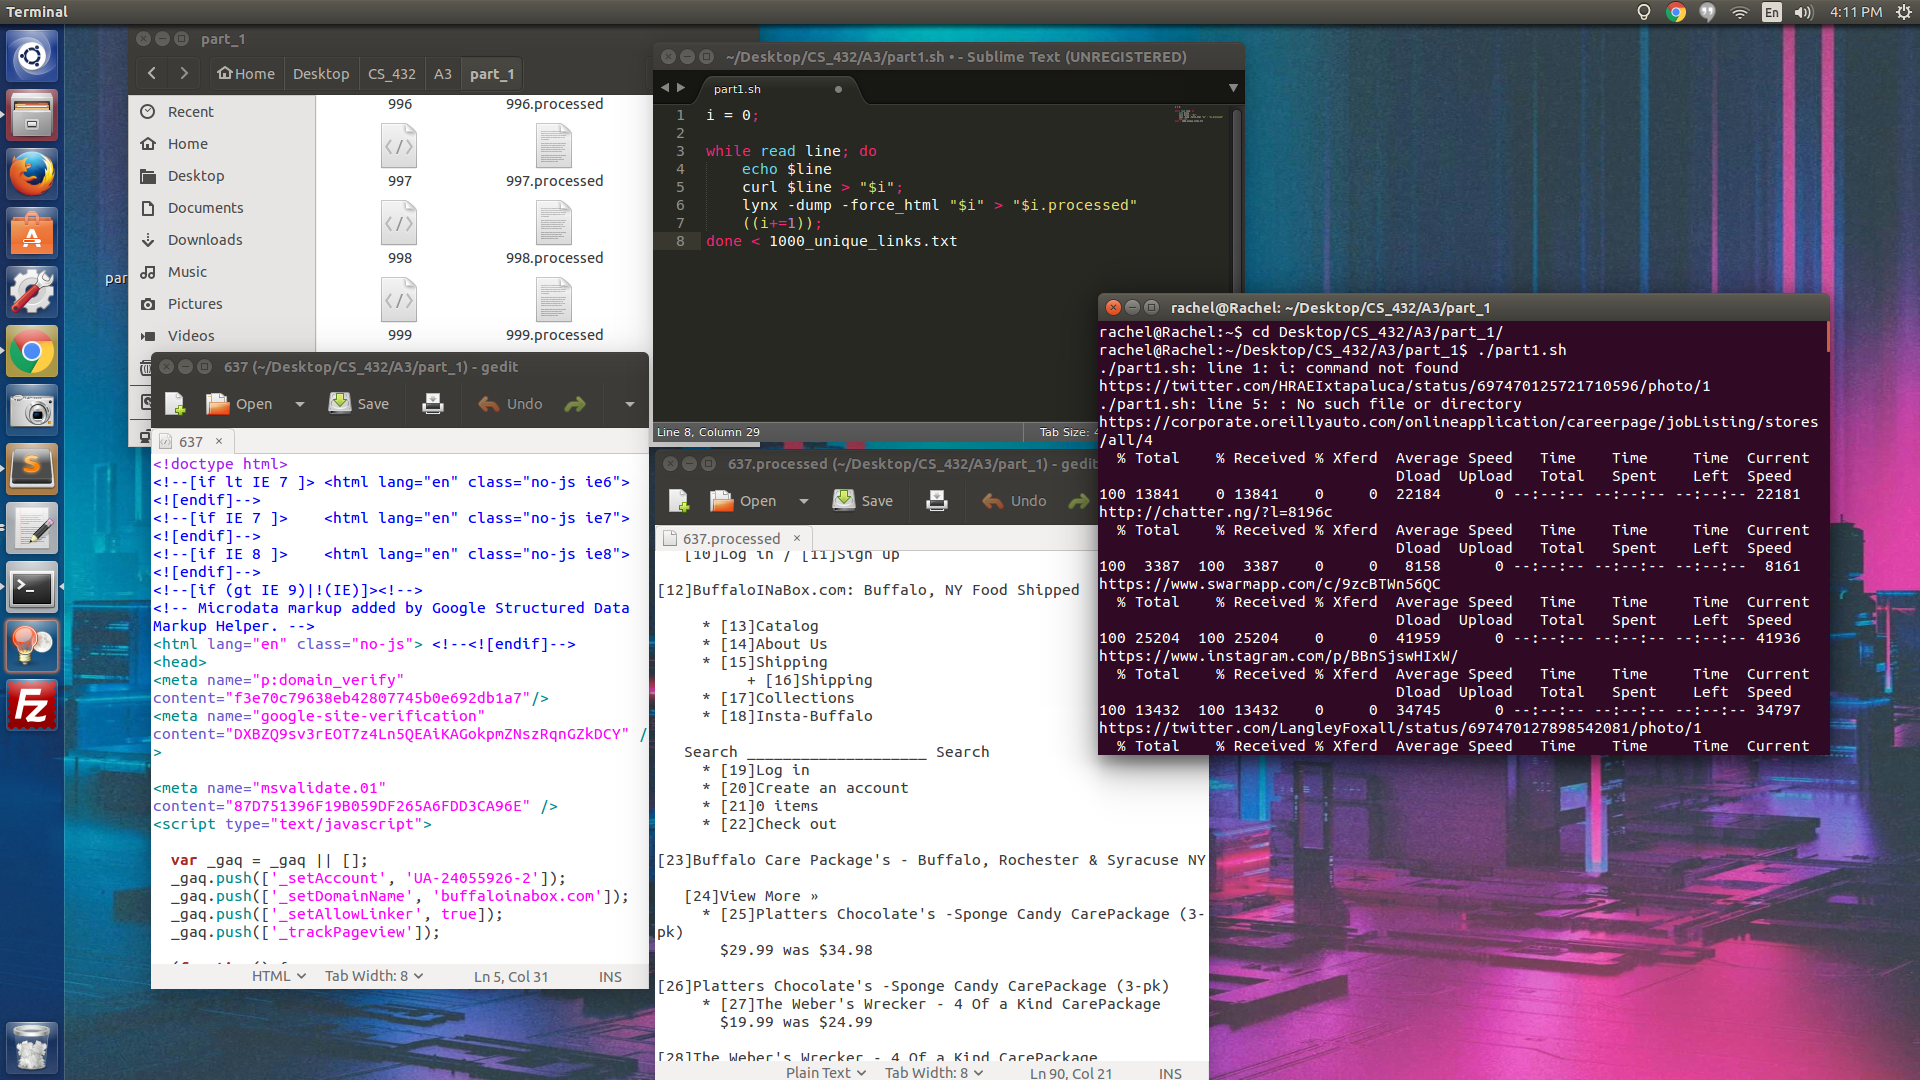 Terminal
En
4:11 PM
part_1
Home
Desktop
CS_432
A3
part_1
Recent
Home
Desktop
Documents
Downloads
Music
Pictures
Videos
996
996.processed
997
997.processed
998
998.processed
999
999.processed
par
~/Desktop/CS_432/A3/part1.sh • - Sublime Text (UNREGISTERED)
part1.sh
1 i = 0;
2
3 while read line; do
4 echo $line
5 curl $line > "$i";
6 lynx -dump -force_html "$i" > "$i.processed"
7 ((i+=1));
8 done < 1000_unique_links.txt
Line 8, Column 29
Tab Size: 4
rachel@Rachel: ~/Desktop/CS_432/A3/part_1
rachel@Rachel:~$ cd Desktop/CS_432/A3/part_1/
rachel@Rachel:~/Desktop/CS_432/A3/part_1$ ./part1.sh
./part1.sh: line 1: i: command not found
https://twitter.com/HRAEIxtapaluca/status/697470125721710596/photo/1
./part1.sh: line 5: : No such file or directory
https://corporate.oreillyauto.com/onlineapplication/careerpage/jobListing/stores
/all/4
% Total % Received % Xferd Average Speed Time Time Time Current
Dload Upload Total Spent Left Speed
100 13841 0 13841 0 0 22184 0 --:--:-- --:--:-- --:--:-- 22181
http://chatter.ng/?l=8196c
% Total % Received % Xferd Average Speed Time Time Time Current
Dload Upload Total Spent Left Speed
100 3387 100 3387 0 0 8158 0 --:--:-- --:--:-- --:--:-- 8161
https://www.swarmapp.com/c/9zcBTWn56QC
% Total % Received % Xferd Average Speed Time Time Time Current
Dload Upload Total Spent Left Speed
100 25204 100 25204 0 0 41959 0 --:--:-- --:--:-- --:--:-- 41936
https://www.instagram.com/p/BBnSjswHIxW/
% Total % Received % Xferd Average Speed Time Time Time Current
Dload Upload Total Spent Left Speed
100 13432 100 13432 0 0 34745 0 --:--:-- --:--:-- --:--:-- 34797
https://twitter.com/LangleyFoxall/status/697470127898542081/photo/1
% Total % Received % Xferd Average Speed Time Time Time Current
637 (~/Desktop/CS_432/A3/part_1) - gedit
Open
Save
Undo
637 ×
<!doctype html>
<!--[if lt IE 7 ]> <html lang="en" class="no-js ie6">
<![endif]-->
<!--[if IE 7 ]> <html lang="en" class="no-js ie7">
<![endif]-->
<!--[if IE 8 ]> <html lang="en" class="no-js ie8">
<![endif]-->
<!--[if (gt IE 9)|!(IE)]><!-->
<!-- Microdata markup added by Google Structured Data
Markup Helper. -->
<html lang="en" class="no-js"> <!--<![endif]-->
<head>
<meta name="p:domain_verify"
content="f3e70c79638eb42807745b0e692db1a7"/>
<meta name="google-site-verification"
content="DXBZQ9sv3rEOT7z4Ln5QEAiKAGokpmZNszRqnGZkDCY" /
>
<meta name="msvalidate.01"
content="87D751396F19B059DF265A6FDD3CA96E" />
<script type="text/javascript">
var _gaq = _gaq || [];
_gaq.push(['_setAccount', 'UA-24055926-2']);
_gaq.push(['_setDomainName', 'buffaloinabox.com']);
_gaq.push(['_setAllowLinker', true]);
_gaq.push(['_trackPageview']);
(function() {
HTML
Tab Width: 8
Ln 5, Col 31
INS
637.processed (~/Desktop/CS_432/A3/part_1) - gedit
Open
Save
Undo
637.processed ×
[10]Log in / [11]Sign up
[12]BuffaloINaBox.com: Buffalo, NY Food Shipped
* [13]Catalog
* [14]About Us
* [15]Shipping
+ [16]Shipping
* [17]Collections
* [18]Insta-Buffalo
Search ____________________ Search
* [19]Log in
* [20]Create an account
* [21]0 items
* [22]Check out
[23]Buffalo Care Package's - Buffalo, Rochester & Syracuse NY
[24]View More »
* [25]Platters Chocolate's -Sponge Candy CarePackage (3-
pk)
$29.99 was $34.98
[26]Platters Chocolate's -Sponge Candy CarePackage (3-pk)
* [27]The Weber's Wrecker - 4 Of a Kind CarePackage
$19.99 was $24.99
[28]The Weber's Wrecker - 4 Of a Kind CarePackage
Plain Text
Tab Width: 8
Ln 90, Col 21
INS